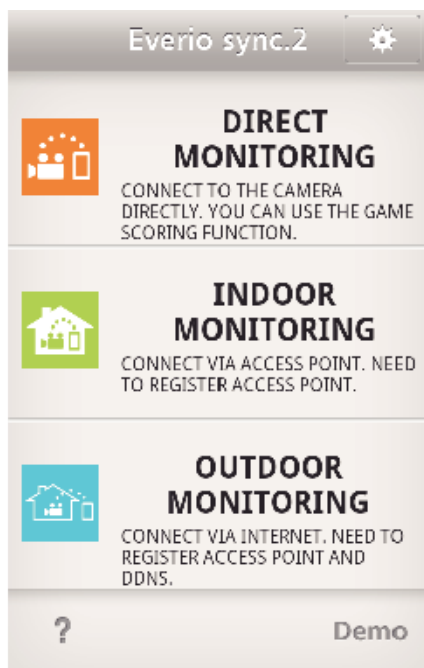 Everio sync.2
DIRECT
MONITORING
CONNECT TO THE CAMERA
DIRECTLY. YOU CAN USE THE GAME
SCORING FUNCTION.
INDOOR
MONITORING
CONNECT VIA ACCESS POINT. NEED
TO REGISTER ACCESS POINT.
OUTDOOR
MONITORING
CONNECT VIA INTERNET. NEED TO
REGISTER ACCESS POINT AND
DDNS.
? Demo